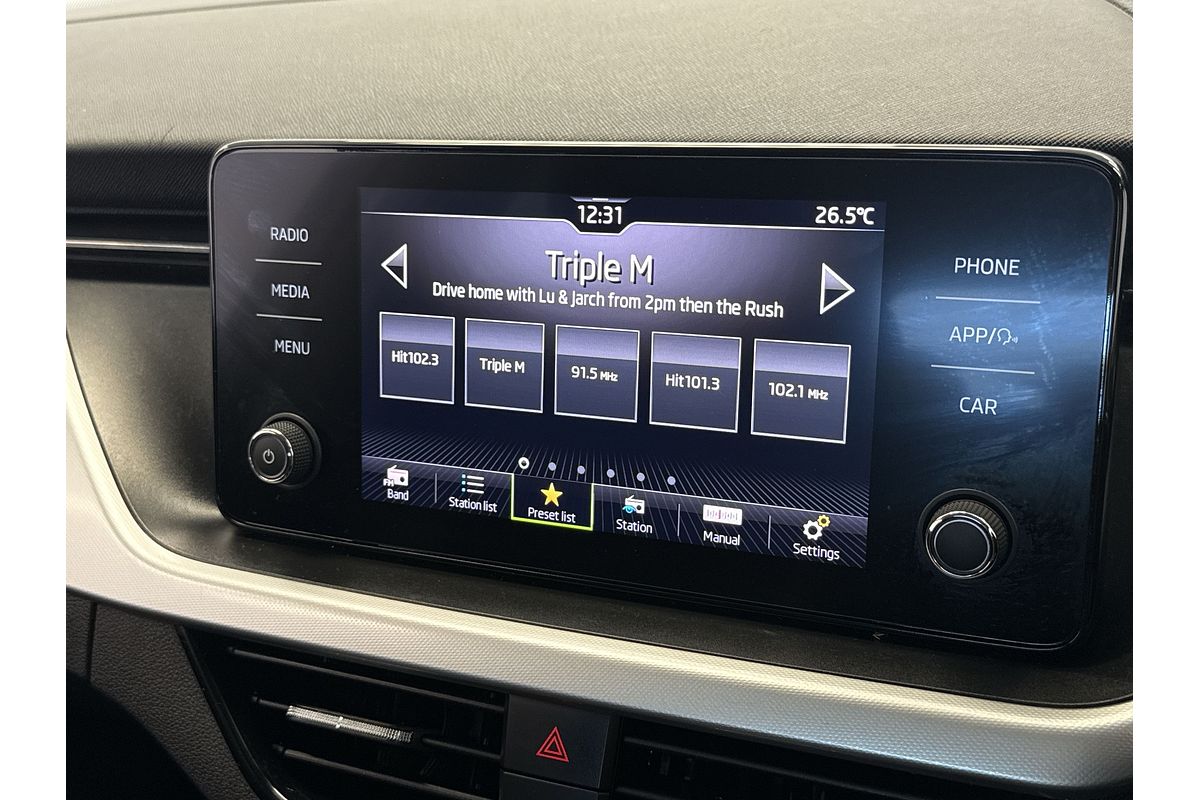 12:31
26.5°C
RADIO
MEDIA
MENU
Triple M
Drive home with Lu & Jarch from 2pm then the Rush
Hit102.3
Triple M
91.5 MHz
Hit101.3
102.1 MHz
FM
Band
Station list
Preset list
Station
Manual
Settings
PHONE
APP/
CAR